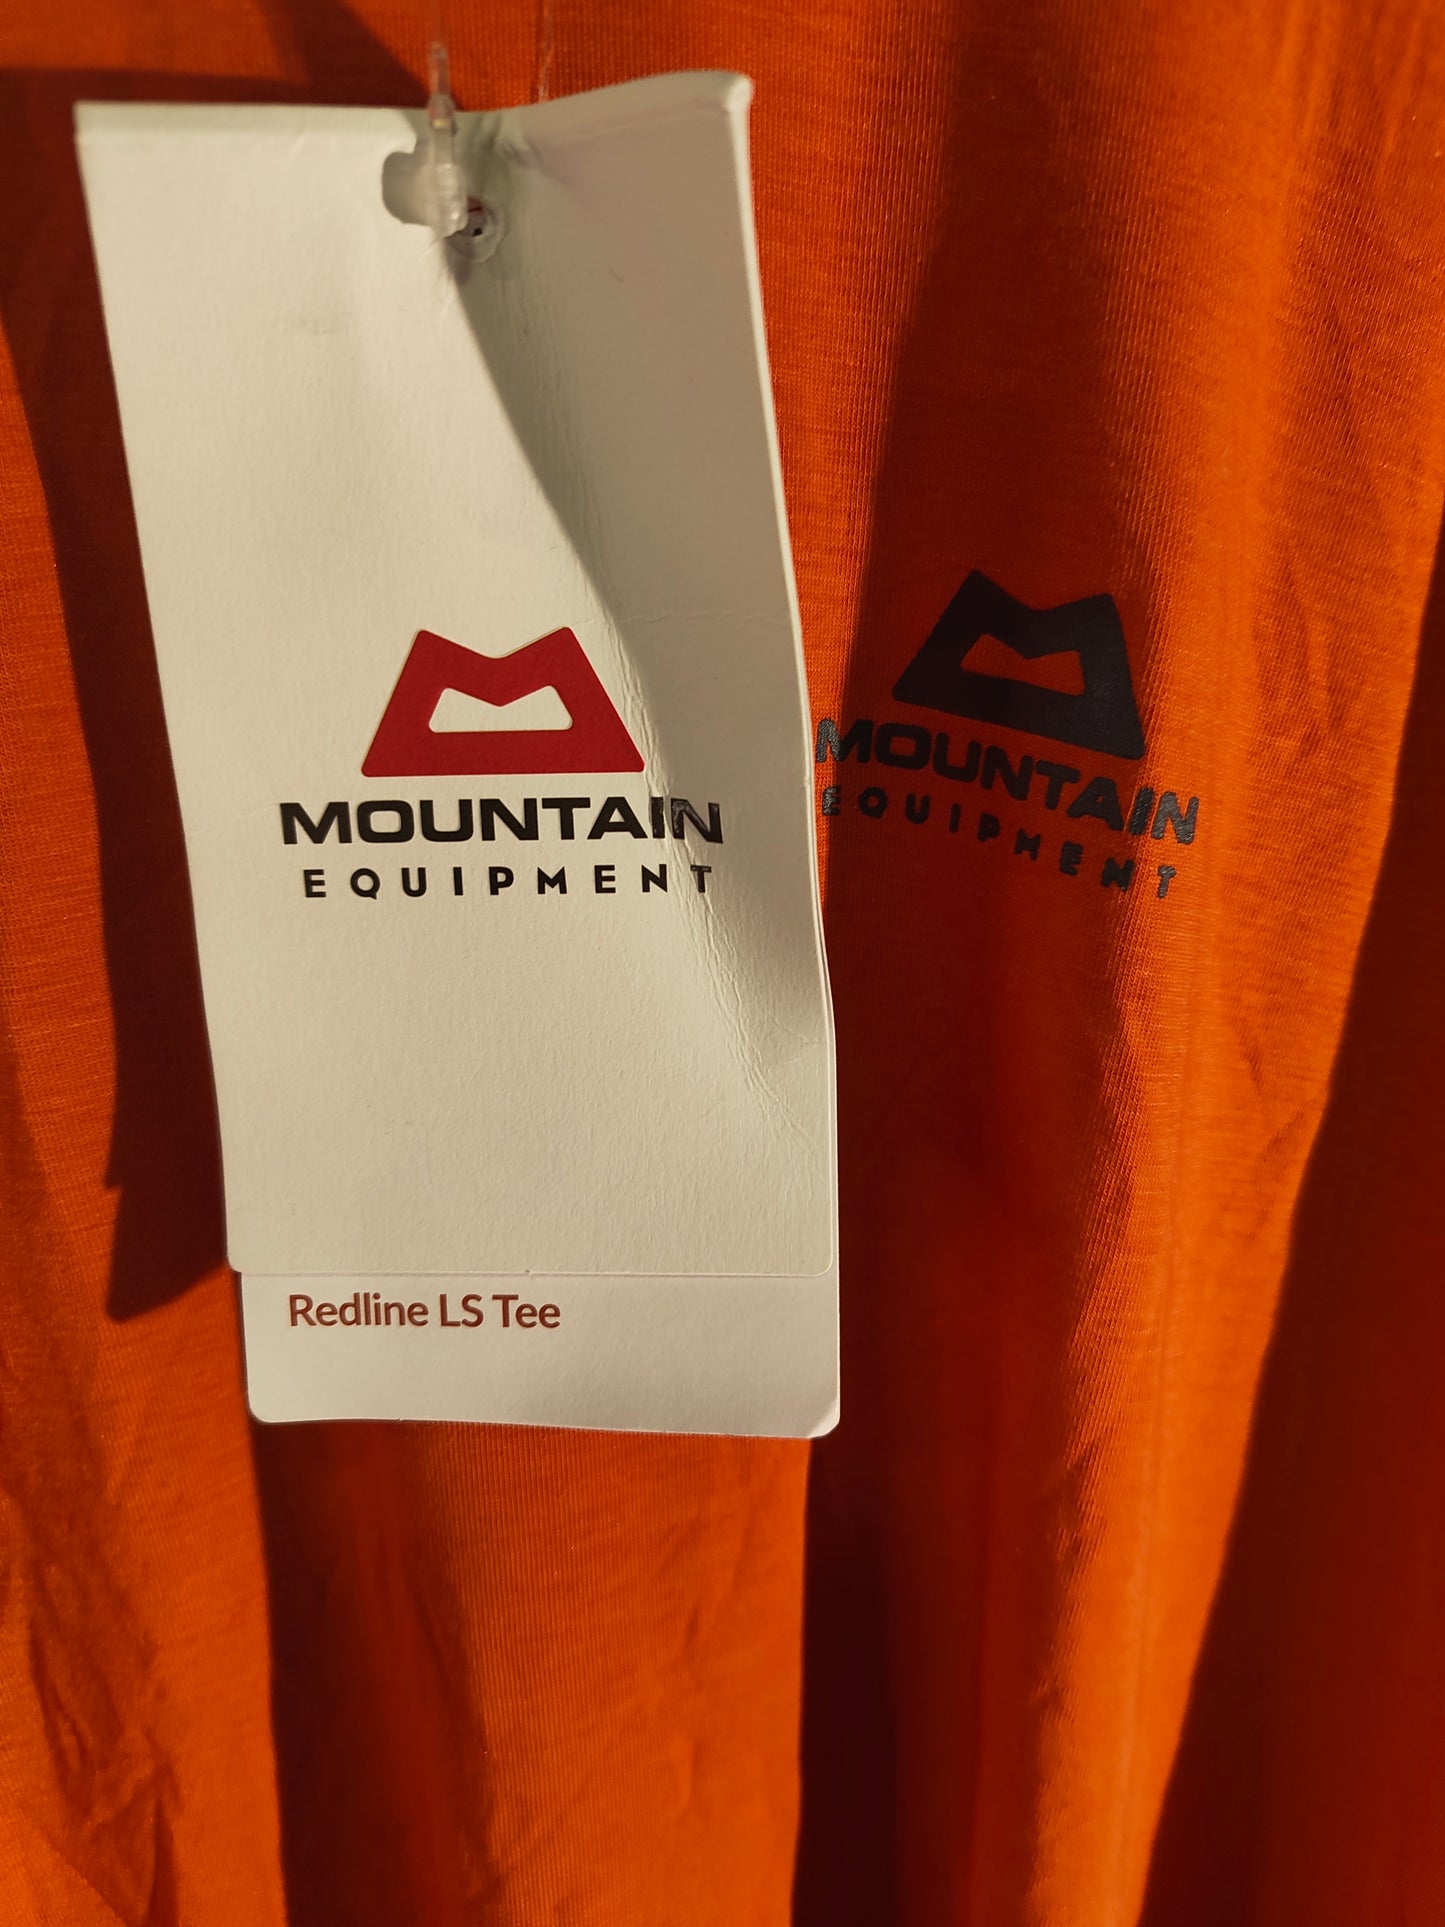 MOUNTAIN
EQUIPMENT
Redline LS Tee
MOUNTAIN
EQUIPMENT